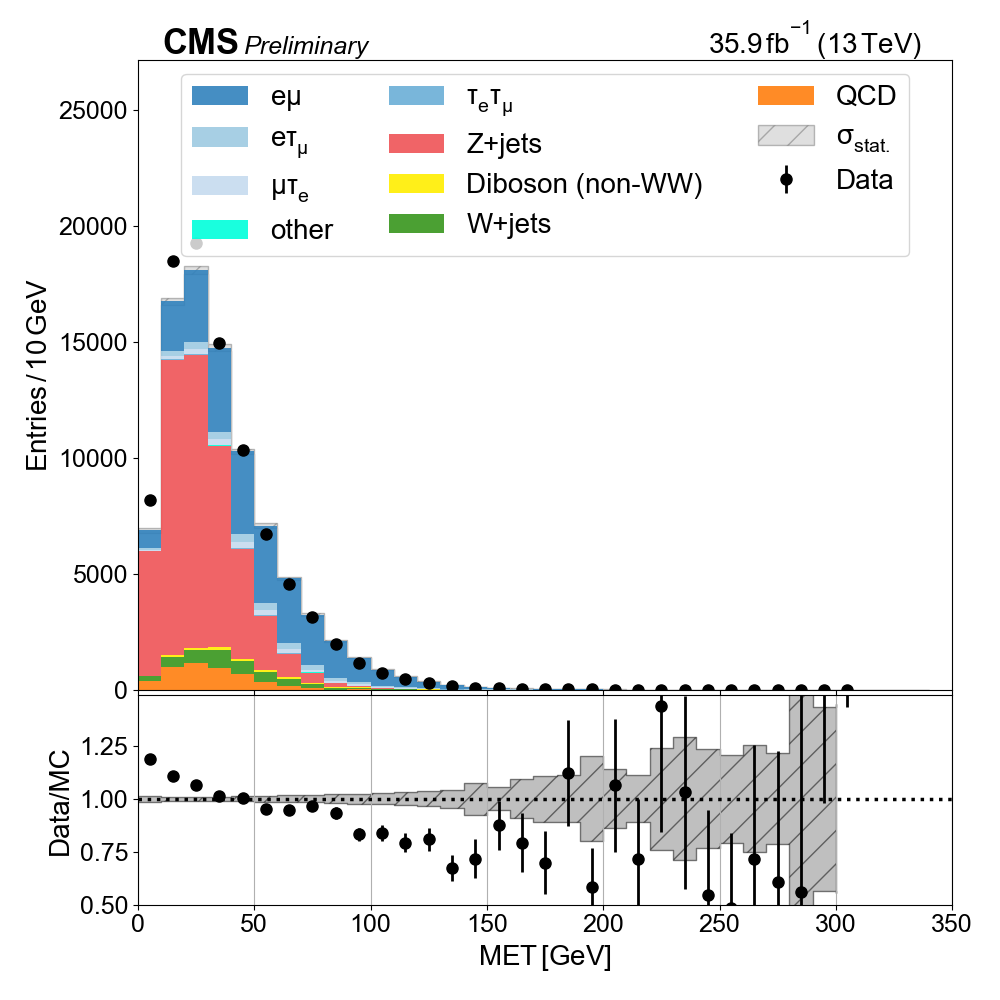 CMS Preliminary
35.9 fb⁻¹ (13 TeV)
Entries / 10 GeV
25000
20000
15000
10000
5000
0
eμ
eτμ
μτe
other
τeτμ
Z+jets
Diboson (non-WW)
W+jets
QCD
σstat.
Data
Data/MC
1.25
1.00
0.75
0.50
0 50 100 150 200 250 300 350
MET [GeV]